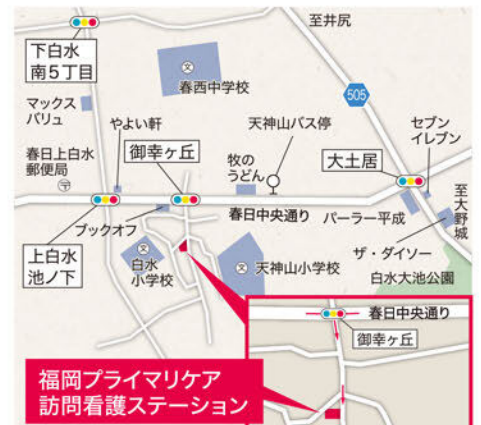 至井尻
下白水
南5丁目
春西中学校
505
マックス
バリュ
やよい軒
天神山バス停
セブン
イレブン
春日上白水
郵便局
御幸ヶ丘
牧の
うどん
大土居
至大野城
ブックオフ
春日中央通り
パーラー平成
上白水
池ノ下
白水
小学校
天神山小学校
ザ・ダイソー
白水大池公園
春日中央通り
御幸ヶ丘
福岡プライマリケア
訪問看護ステーション